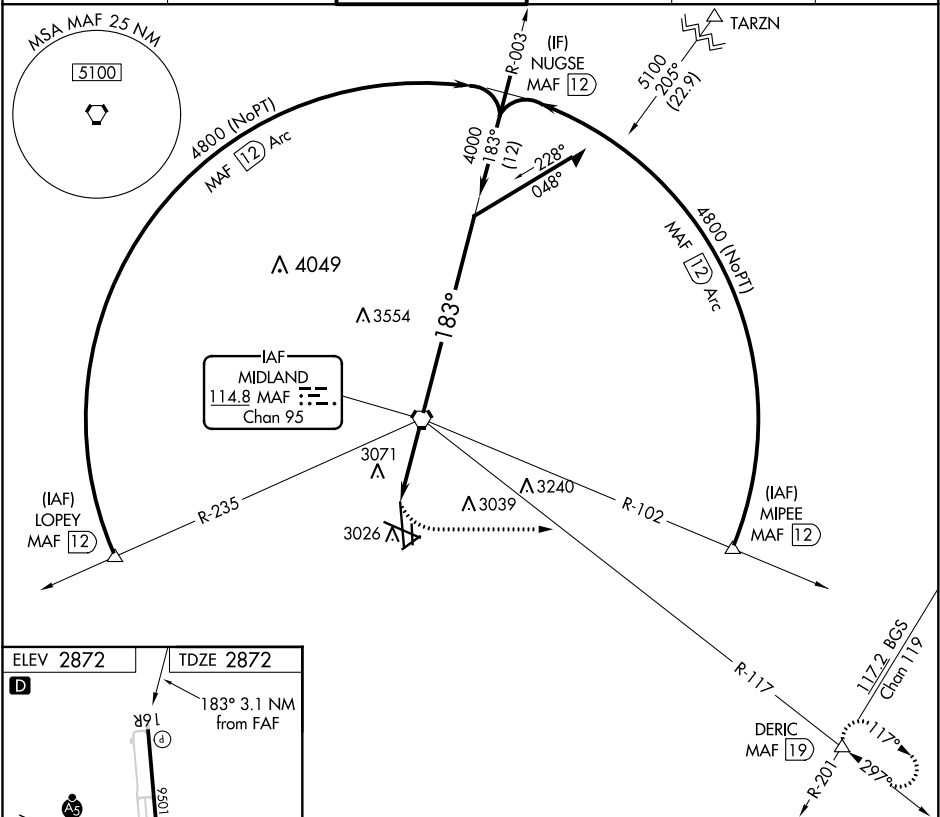 MSA MAF 25 NM
5100
4800 (NoPT)
MAF 12 Arc
R-003
(IF)
NUGSE
MAF 12
TARZN
5100
205°
(22.9)
4000
183°
(12)
228°
048°
4800 (NoPT)
MAF 12 Arc
4049
3554
183°
IAF
MIDLAND
114.8 MAF
Chan 95
3071
3240
3039
3026
R-235
R-102
(IAF)
LOPEY
MAF 12
(IAF)
MIPEE
MAF 12
R-117
117.2 BGS
Chan 119
DERIC
MAF 19
117°
297°
R-201
ELEV 2872
TDZE 2872
D
183° 3.1 NM
from FAF
16R
P
9501
A5